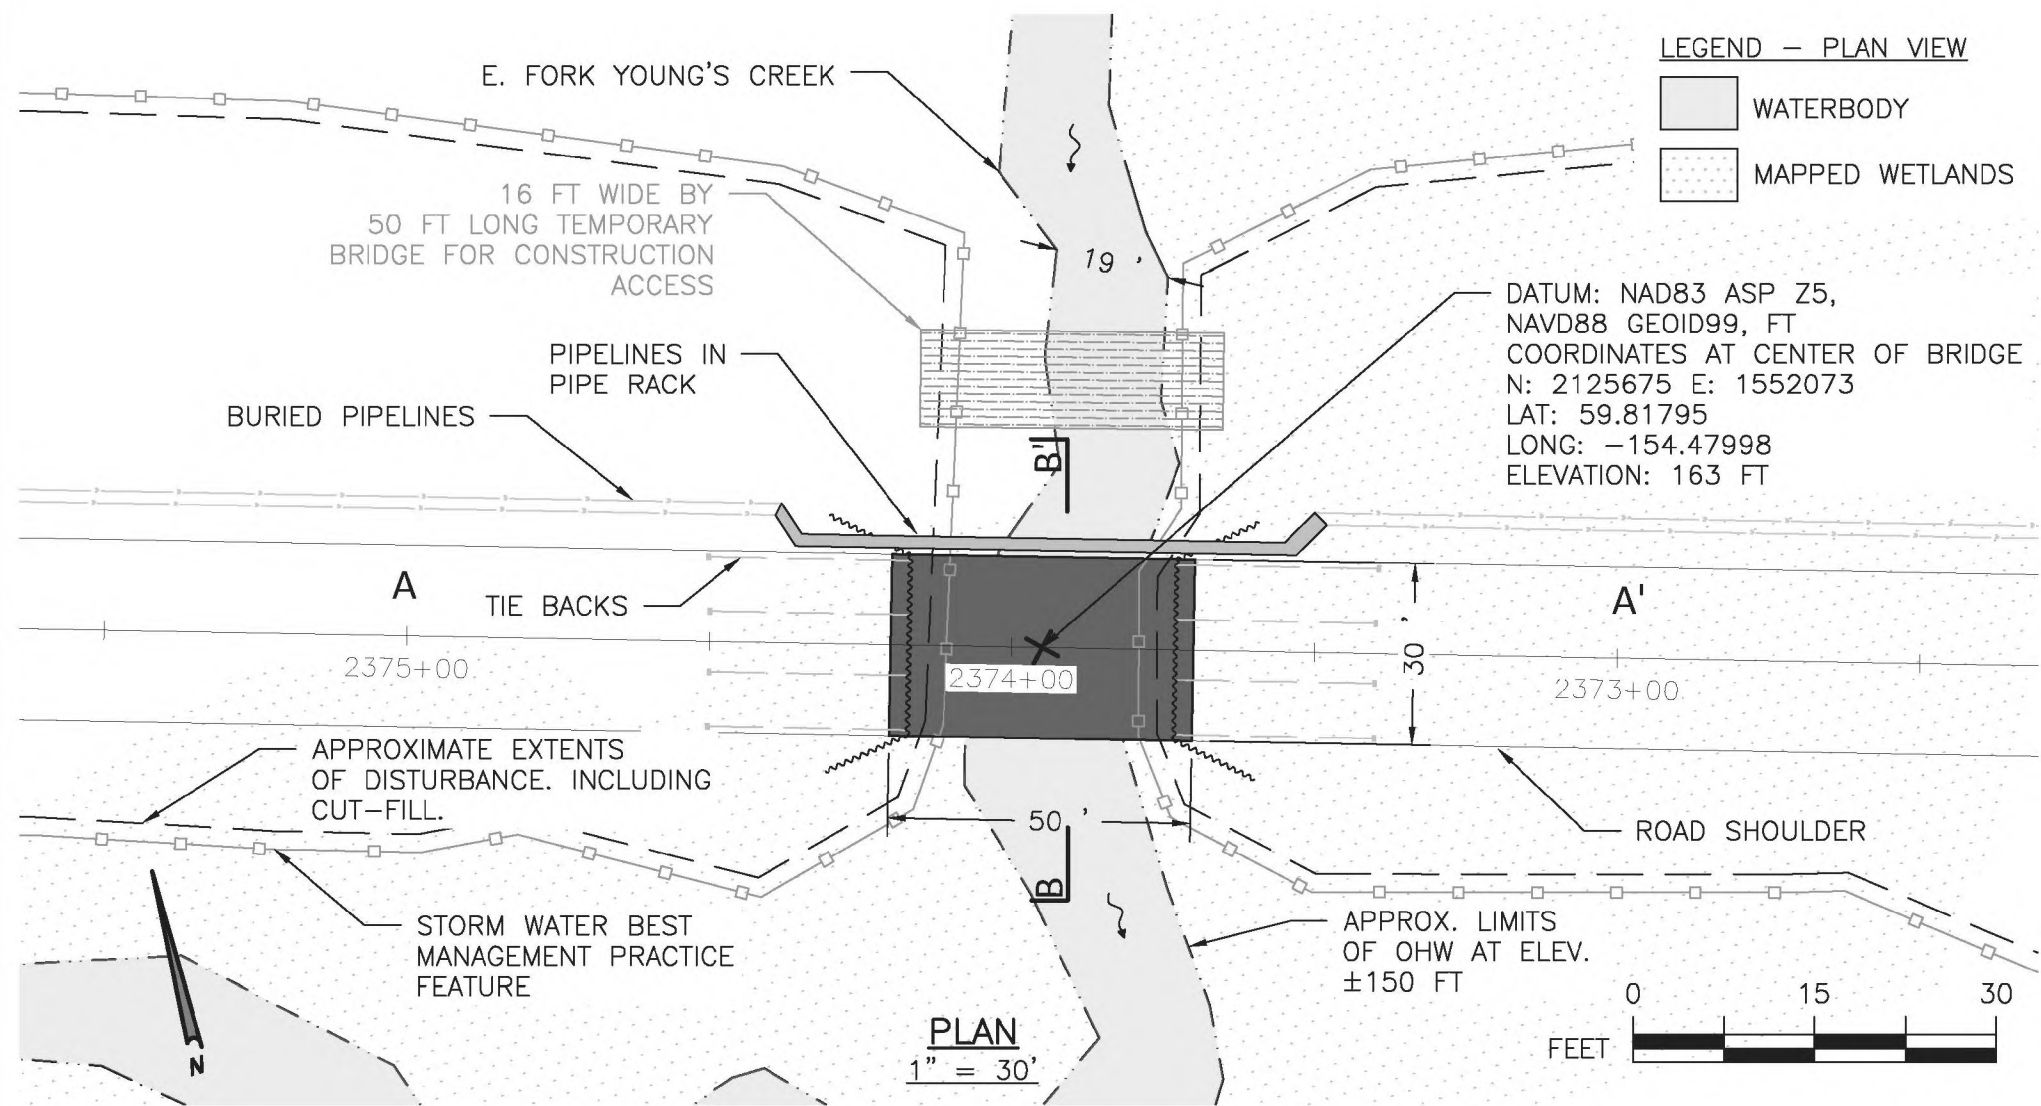 E. FORK YOUNG'S CREEK
LEGEND – PLAN VIEW
WATERBODY
MAPPED WETLANDS
16 FT WIDE BY
50 FT LONG TEMPORARY
BRIDGE FOR CONSTRUCTION
ACCESS
19 '
DATUM: NAD83 ASP Z5,
NAVD88 GEOID99, FT
COORDINATES AT CENTER OF BRIDGE
N: 2125675 E: 1552073
LAT: 59.81795
LONG: –154.47998
ELEVATION: 163 FT
PIPELINES IN
PIPE RACK
BURIED PIPELINES
B'
A
TIE BACKS
A'
30 '
2375+00
2374+00
2373+00
APPROXIMATE EXTENTS
OF DISTURBANCE. INCLUDING
CUT–FILL.
50 '
ROAD SHOULDER
B
STORM WATER BEST
MANAGEMENT PRACTICE
FEATURE
APPROX. LIMITS
OF OHW AT ELEV.
±150 FT
N
PLAN
1" = 30'
0 15 30
FEET